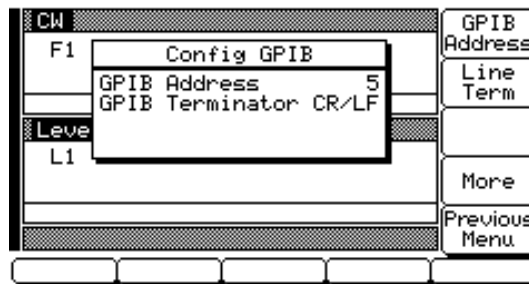 CW
F1
Config GPIB
GPIB Address 5
GPIB Terminator CR/LF
Leve
L1
GPIB
Address
Line
Term
More
Previous
Menu